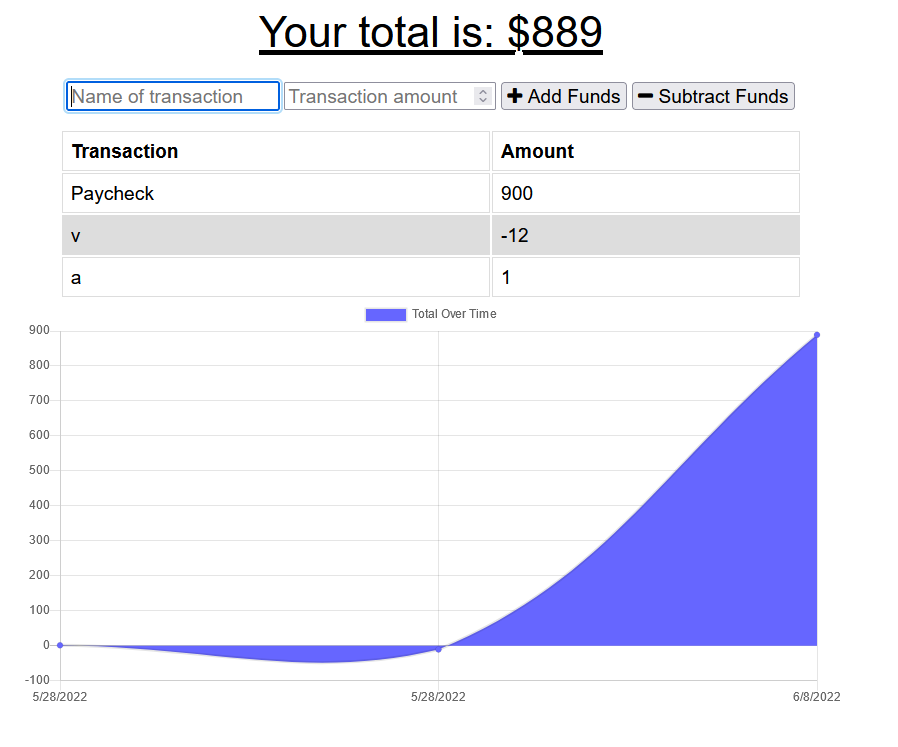 Your total is: $889
Name of transaction Transaction amount Add Funds Subtract Funds
Transaction Amount
Paycheck 900
v -12
a 1
Total Over Time
900
800
700
600
500
400
300
200
100
0
-100
5/28/2022 5/28/2022 6/8/2022